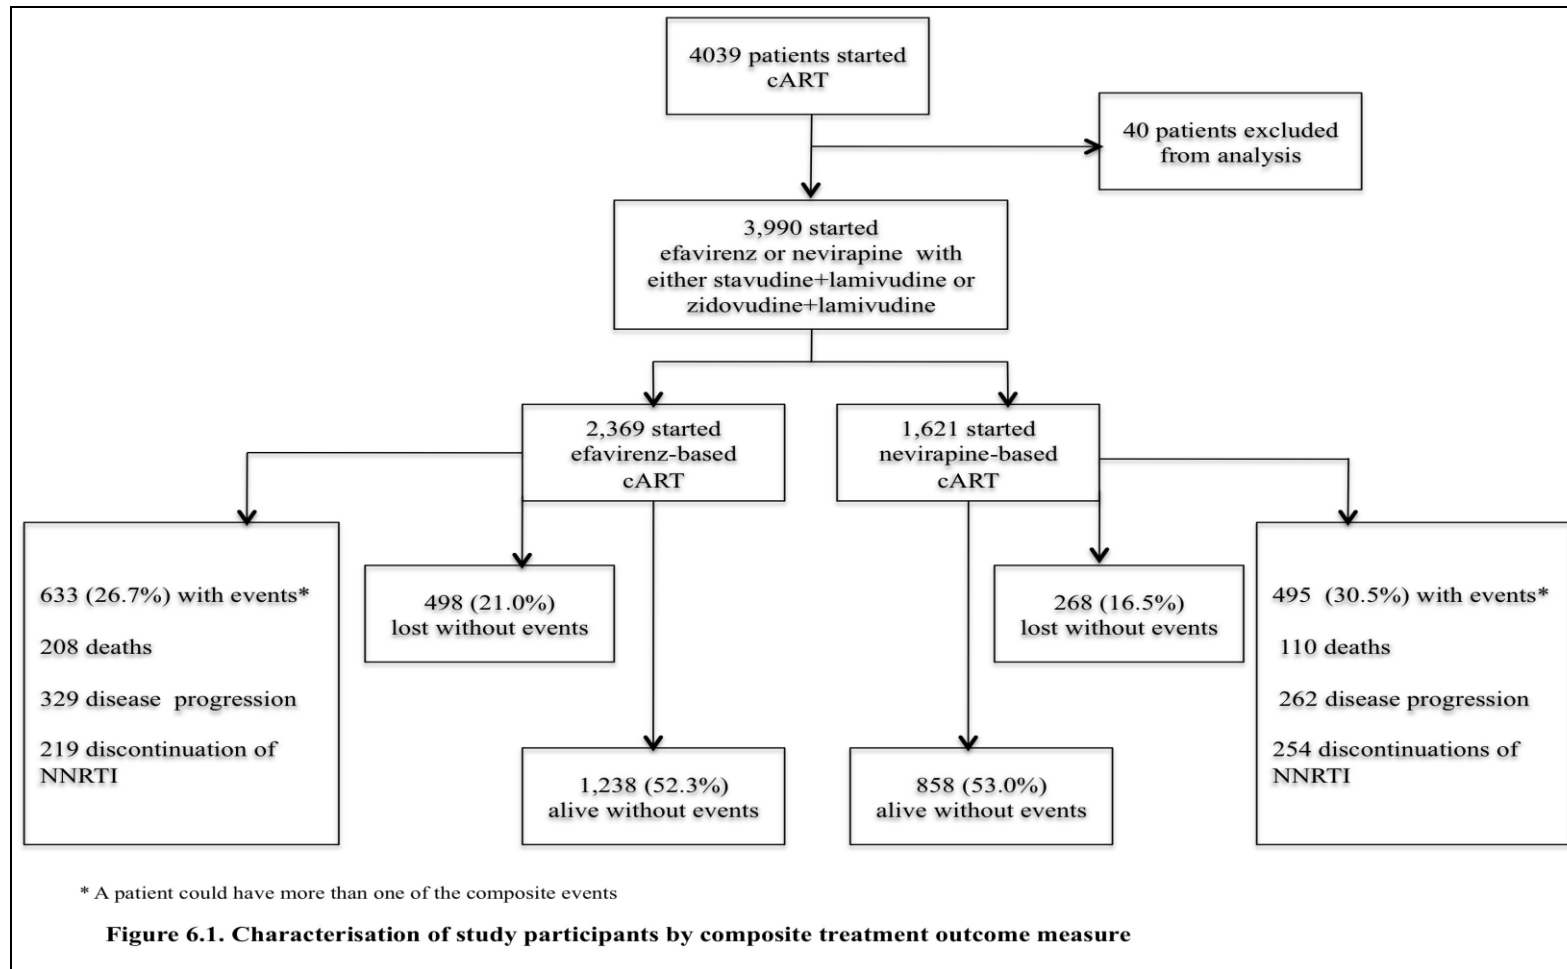 4039 patients started
cART
40 patients excluded
from analysis
3,990 started
efavirenz or nevirapine with
either stavudine+lamivudine or
zidovudine+lamivudine
2,369 started
efavirenz-based
cART
1,621 started
nevirapine-based
cART
633 (26.7%) with events*
208 deaths
329 disease progression
219 discontinuation of
NNRTI
498 (21.0%)
lost without events
1,238 (52.3%)
alive without events
268 (16.5%)
lost without events
858 (53.0%)
alive without events
495 (30.5%) with events*
110 deaths
262 disease progression
254 discontinuations of
NNRTI
* A patient could have more than one of the composite events
Figure 6.1. Characterisation of study participants by composite treatment outcome measure